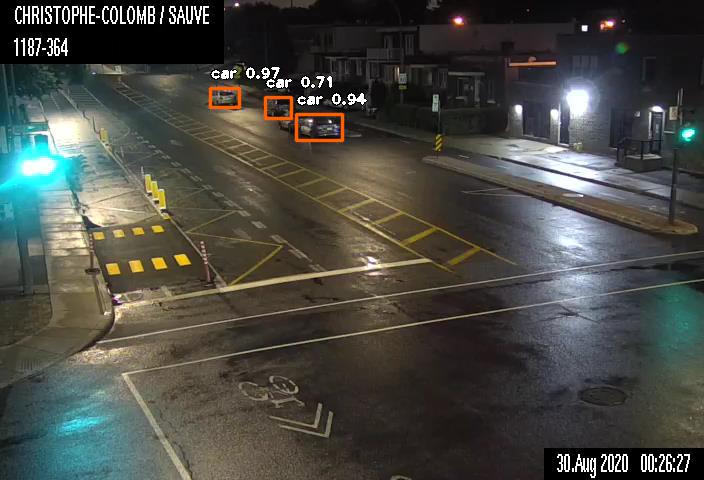 CHRISTOPHE-COLOMB / SAUVE
1187-364
car 0.97
car 0.71
car 0.94
30.Aug 2020 00:26:27